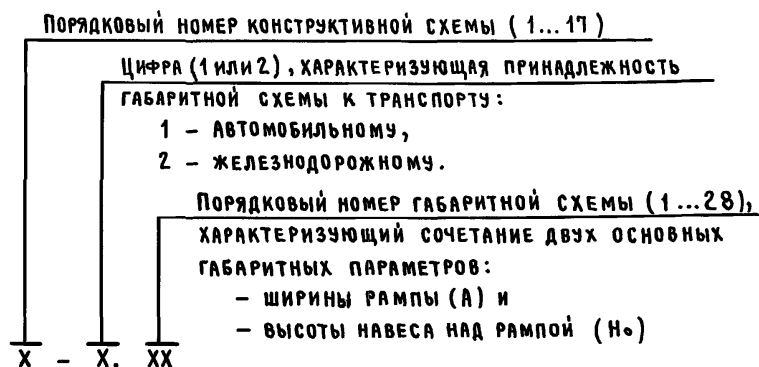 Порядковый номер конструктивной схемы (1...17)
Цифра (1 или 2), характеризующая принадлежность
габаритной схемы к транспорту:
1 – автомобильному,
2 – железнодорожному.
Порядковый номер габаритной схемы (1...28),
характеризующий сочетание двух основных
габаритных параметров:
– ширины рампы (А) и
– высоты навеса над рампой (Но)
X – X. XX